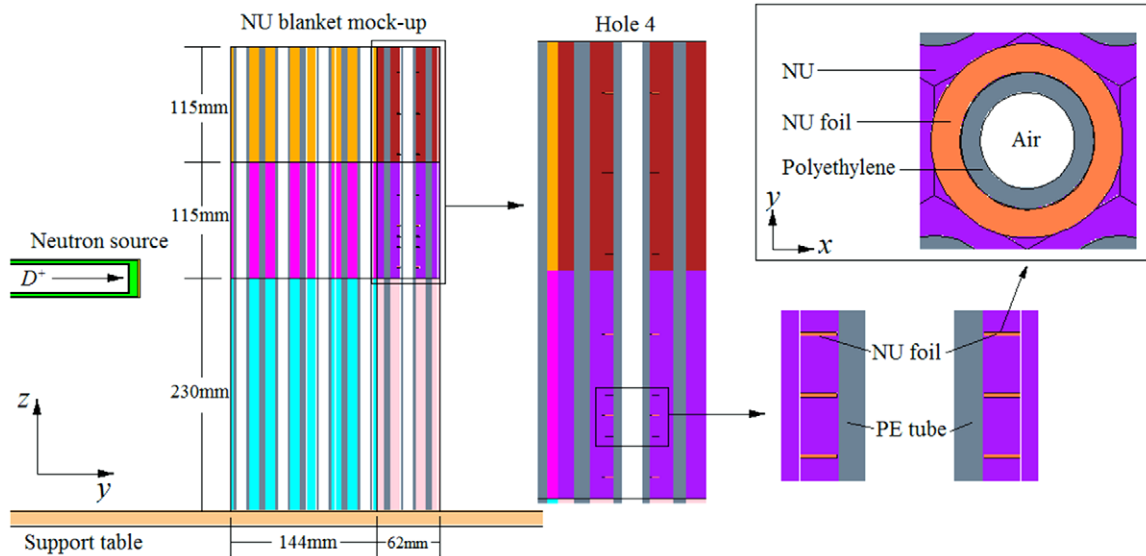 NU blanket mock-up
Hole 4
NU
NU foil
Air
Polyethylene
y
x
115mm
115mm
Neutron source
D+
230mm
NU foil
PE tube
z
y
Support table
144mm
62mm